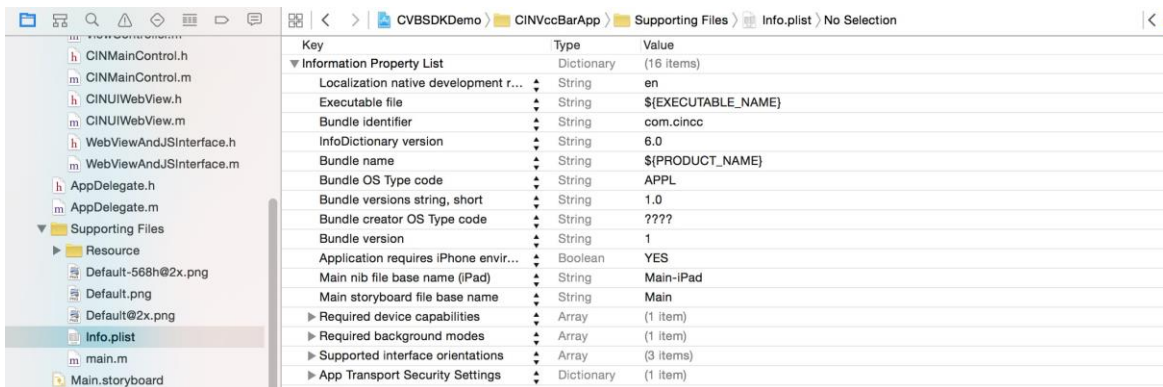 CVBSDKDemo CINVccBarApp Supporting Files Info.plist No Selection
h CINMainControl.h
m CINMainControl.m
h CINUIWebView.h
m CINUIWebView.m
h WebViewAndJSInterface.h
m WebViewAndJSInterface.m
h AppDelegate.h
m AppDelegate.m
Supporting Files
Resource
Default-568h@2x.png
Default.png
Default@2x.png
Info.plist
m main.m
Main.storyboard
Key Type Value
Information Property List Dictionary (16 items)
Localization native development r... String en
Executable file String ${EXECUTABLE_NAME}
Bundle identifier String com.cincc
InfoDictionary version String 6.0
Bundle name String ${PRODUCT_NAME}
Bundle OS Type code String APPL
Bundle versions string, short String 1.0
Bundle creator OS Type code String ????
Bundle version String 1
Application requires iPhone envir... Boolean YES
Main nib file base name (iPad) String Main-iPad
Main storyboard file base name String Main
Required device capabilities Array (1 item)
Required background modes Array (1 item)
Supported interface orientations Array (3 items)
App Transport Security Settings Dictionary (1 item)